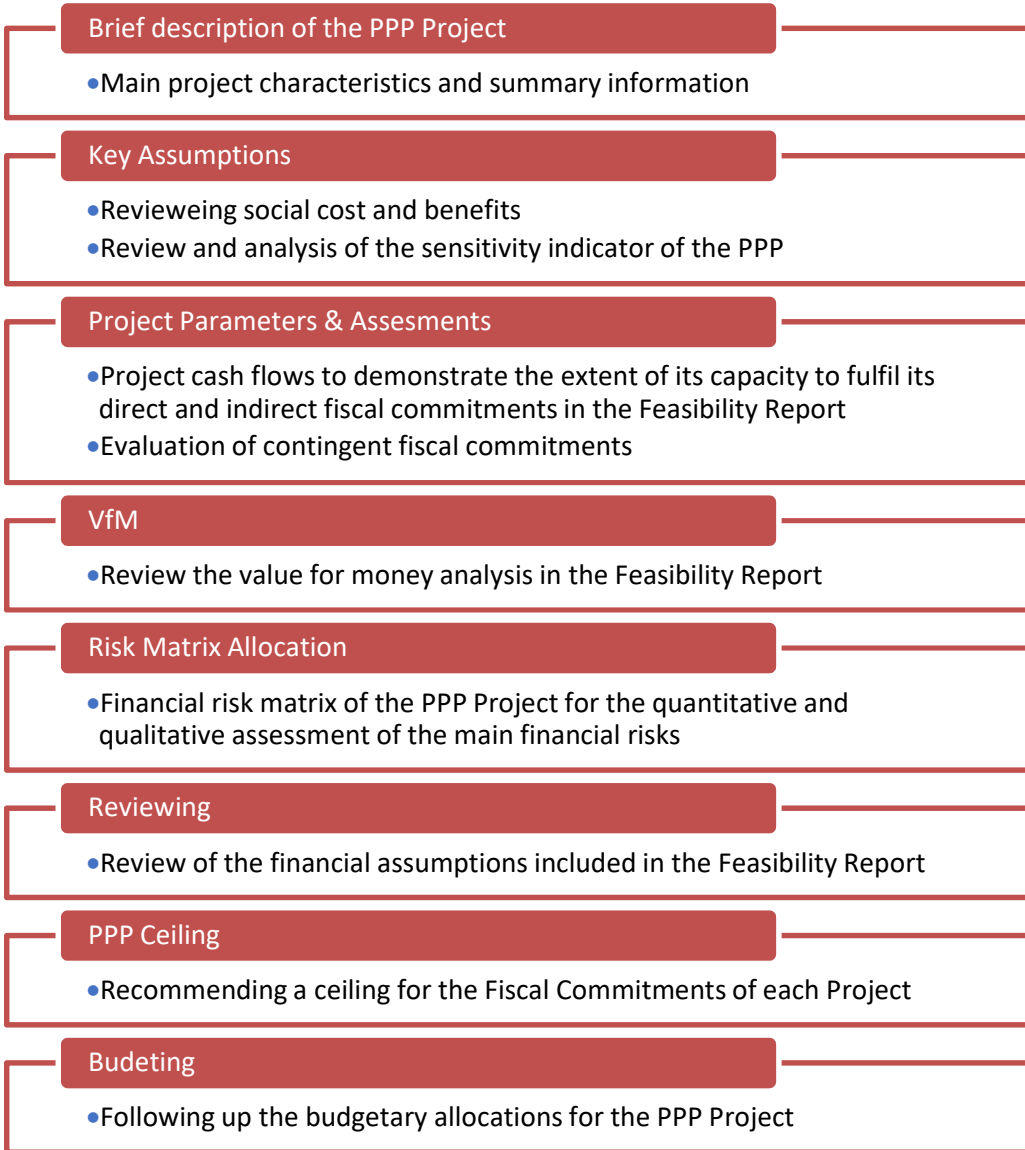 Brief description of the PPP Project
•Main project characteristics and summary information
Key Assumptions
•Revieweing social cost and benefits
•Review and analysis of the sensitivity indicator of the PPP
Project Parameters & Assesments
•Project cash flows to demonstrate the extent of its capacity to fulfil its
direct and indirect fiscal commitments in the Feasibility Report
•Evaluation of contingent fiscal commitments
VfM
•Review the value for money analysis in the Feasibility Report
Risk Matrix Allocation
•Financial risk matrix of the PPP Project for the quantitative and
qualitative assessment of the main financial risks
Reviewing
•Review of the financial assumptions included in the Feasibility Report
PPP Ceiling
•Recommending a ceiling for the Fiscal Commitments of each Project
Budeting
•Following up the budgetary allocations for the PPP Project